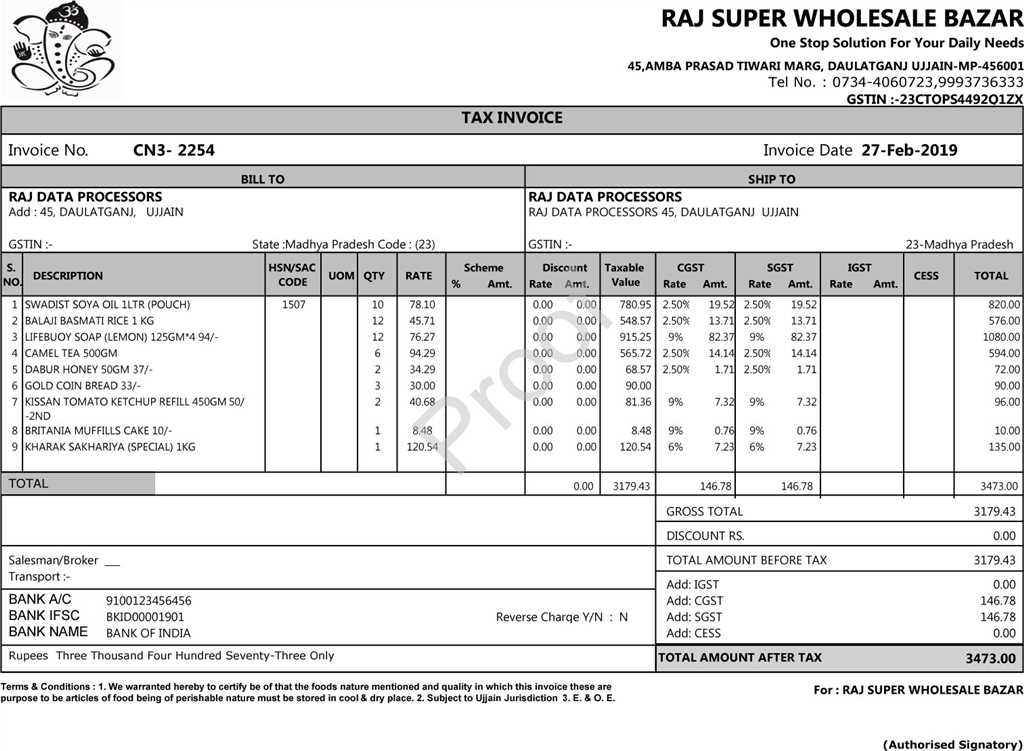 ॐ
RAJ SUPER WHOLESALE BAZAR
One Stop Solution For Your Daily Needs
45,AMBA PRASAD TIWARI MARG, DAULATGANJ UJJAIN-MP-456001
Tel No. : 0734-4060723,9993736333
GSTIN :-23CTOPS4492Q1ZX
TAX INVOICE
Invoice No. CN3- 2254 Invoice Date 27-Feb-2019
BILL TO SHIP TO
RAJ DATA PROCESSORS RAJ DATA PROCESSORS
Add : 45, DAULATGANJ, UJJAIN RAJ DATA PROCESSORS 45, DAULATGANJ UJJAIN
GSTIN :- State :Madhya Pradesh Code : (23) GSTIN :- 23-Madhya Pradesh
S. NO. DESCRIPTION HSN/SAC CODE UOM QTY RATE Scheme % Amt. Discount Rate Amt. Taxable Value CGST Rate Amt. SGST Rate Amt. IGST Rate Amt. CESS TOTAL
1 SWADIST SOYA OIL 1LTR (POUCH) 1507 10 78.10 0.00 0.00 780.95 2.50% 19.52 2.50% 19.52 820.00
2 BALAJI BASMATI RICE 1 KG 12 45.71 0.00 0.00 548.57 2.50% 13.71 2.50% 13.71 576.00
3 LIFEBUOY SOAP (LEMON) 125GM*4 94/- 12 76.27 0.00 0.00 915.25 9% 82.37 9% 82.37 1080.00
4 CAMEL TEA 500GM 6 94.29 0.00 0.00 565.72 2.50% 14.14 2.50% 14.14 594.00
5 DABUR HONEY 50GM 37/- 2 34.29 0.00 0.00 68.57 2.50% 1.71 2.50% 1.71 72.00
6 GOLD COIN BREAD 33/- 3 30.00 0.00 0.00 90.00 90.00
7 KISSAN TOMATO KETCHUP REFILL 450GM 50/ 2 40.68 0.00 0.00 81.36 9% 7.32 9% 7.32 96.00
-2ND
8 BRITANIA MUFFILLS CAKE 10/- 1 8.48 0.00 0.00 8.48 9% 0.76 9% 0.76 10.00
9 KHARAK SAKHARIYA (SPECIAL) 1KG 1 120.54 0.00 0.00 120.54 6% 7.23 6% 7.23 135.00
Proof
TOTAL 0.00 3179.43 146.78 146.78 3473.00
GROSS TOTAL 3179.43
DISCOUNT RS. 0.00
Salesman/Broker __ TOTAL AMOUNT BEFORE TAX 3179.43
Transport :-
Add: IGST 0.00
BANK A/C 9100123456456 Add: CGST 146.78
BANK IFSC BKID00001901 Reverse Charge Y/N : N Add: SGST 146.78
BANK NAME BANK OF INDIA Add: CESS 0.00
Rupees Three Thousand Four Hundred Seventy-Three Only TOTAL AMOUNT AFTER TAX 3473.00
Terms & Conditions : 1. We warranted hereby to certify be of that the foods nature mentioned and quality in which this invoice these are
purpose to be articles of food being of perishable nature must be stored in cool & dry place. 2. Subject to Ujjain Jurisdiction 3. E. & O. E.
For : RAJ SUPER WHOLESALE BAZAR
(Authorised Signatory)